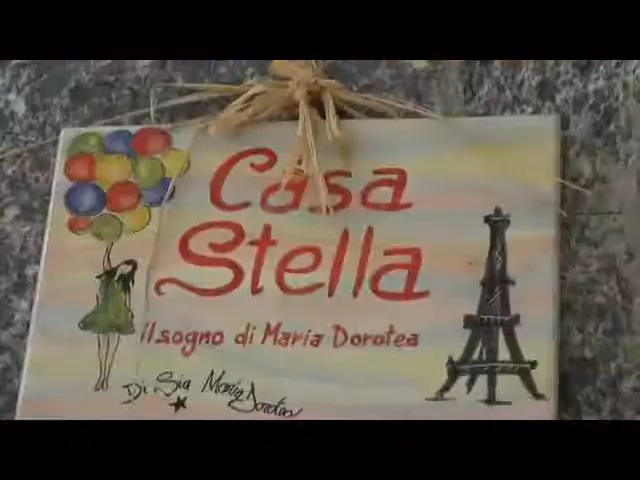 Casa
Stella
il sogno di Maria Dorotea
Di Sia Maria Dorotea